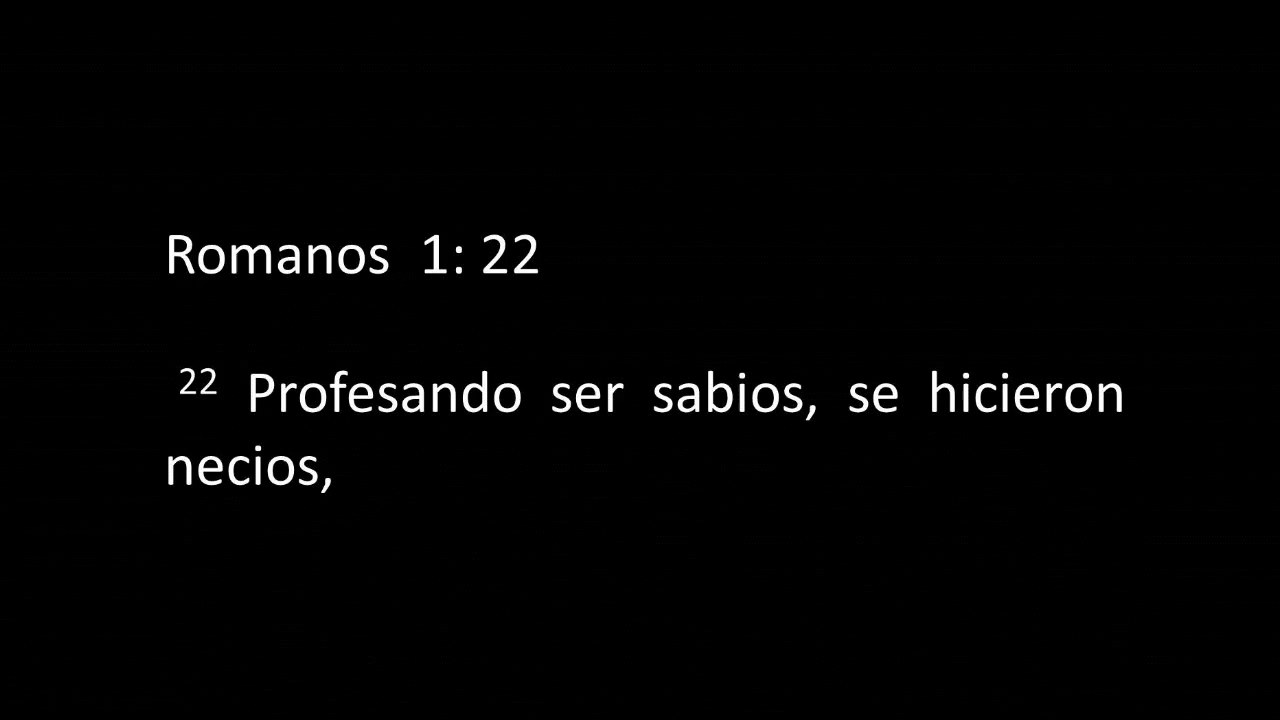 Romanos 1: 22
22 Profesando ser sabios, se hicieron
necios,